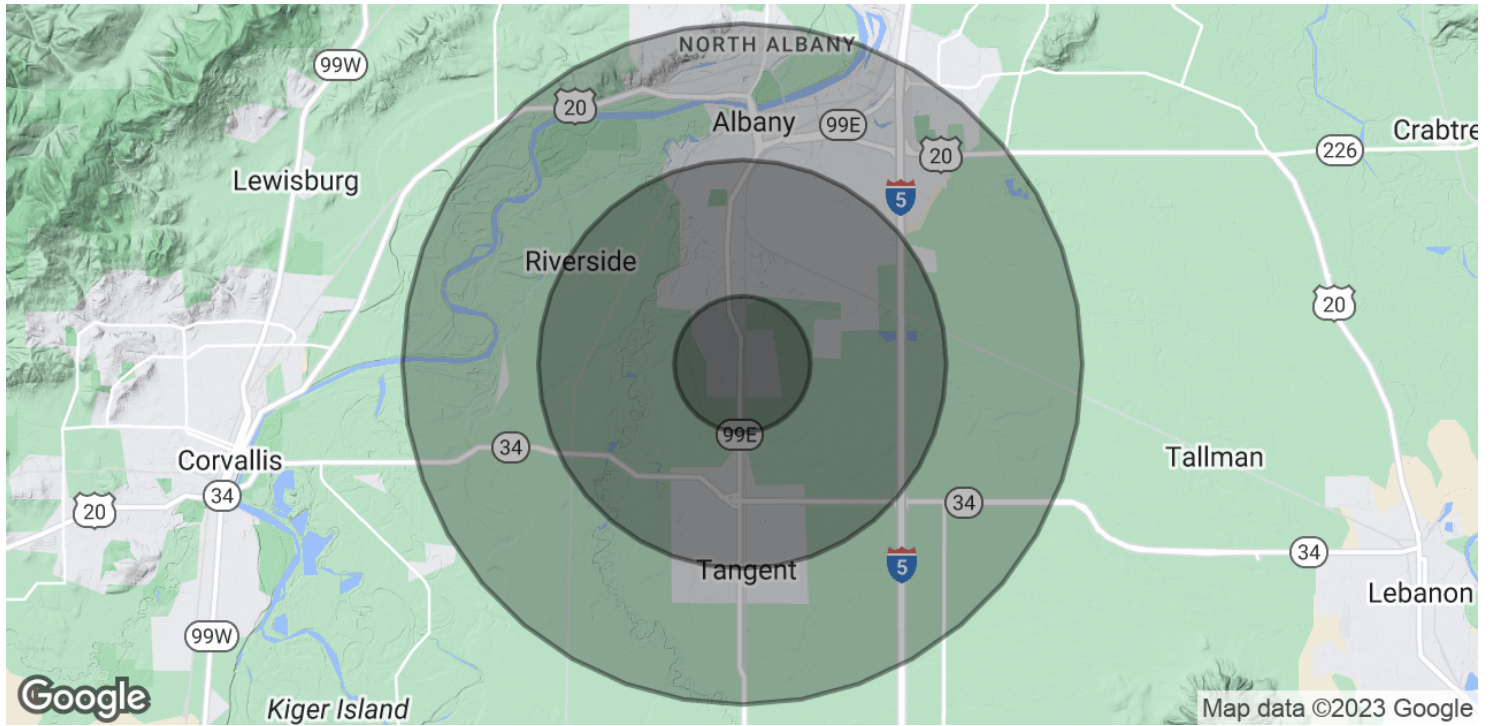 NORTH ALBANY
99W
20
Albany
99E
20
226
Crabtre
Lewisburg
5
Riverside
20
99E
34
Corvallis
Tallman
34
34
20
34
5
Tangent
Lebanon
99W
Kiger Island
Google
Map data ©2023 Google